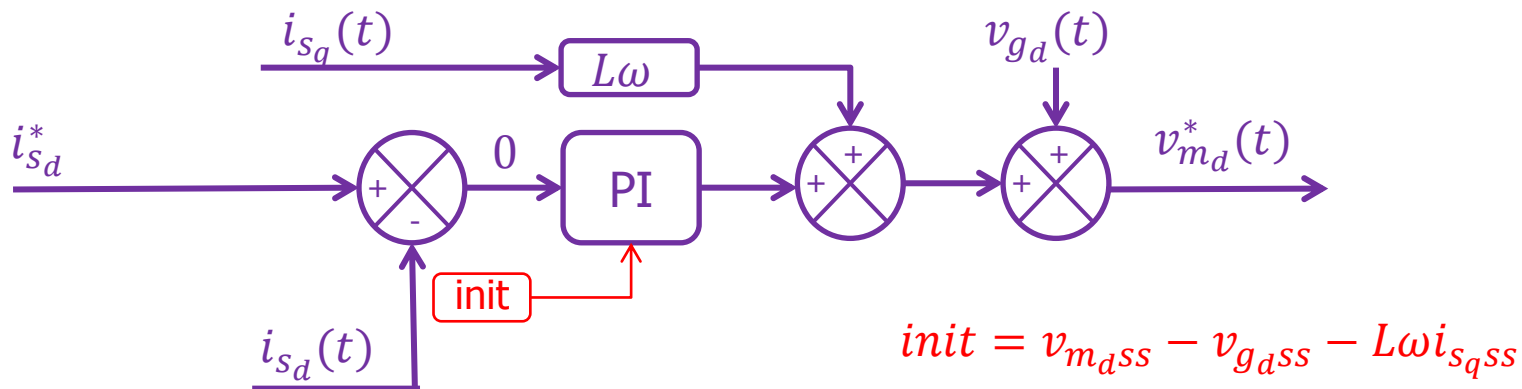 i_{s_q}(t)
v_{g_d}(t)
Lω
i^*_{s_d}
0
v^*_{m_d}(t)
+
+
+
+
+
-
PI
init
i_{s_d}(t)
init = v_{m_d ss} − v_{g_d ss} − Lωi_{s_q ss}